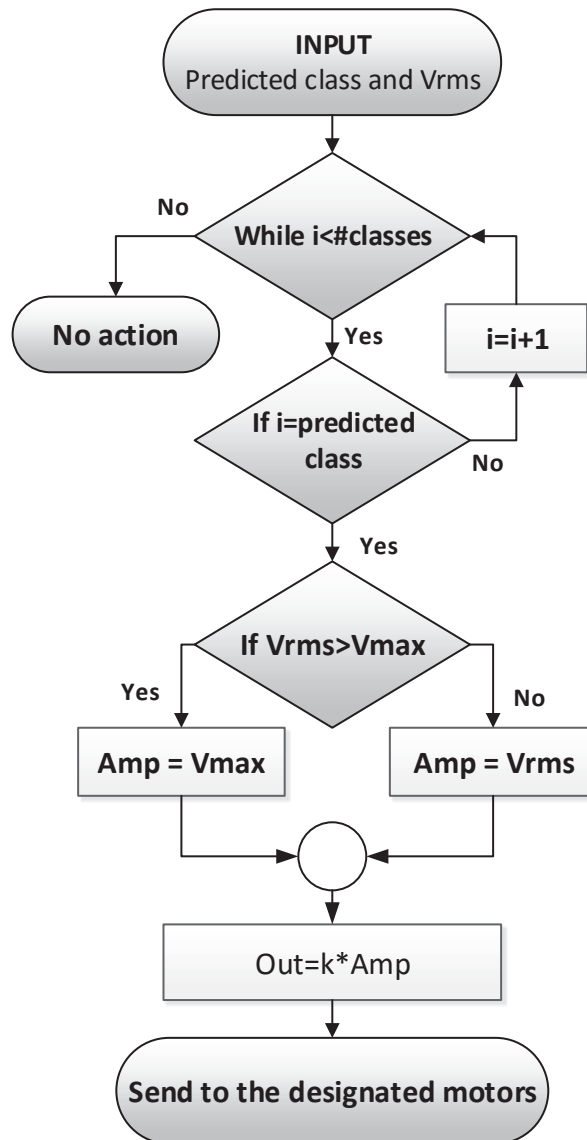 INPUT
Predicted class and Vrms
No
While i<#classes
No action
Yes
i=i+1
If i=predicted
class
No
Yes
If Vrms>Vmax
Yes
No
Amp = Vmax
Amp = Vrms
Out=k*Amp
Send to the designated motors